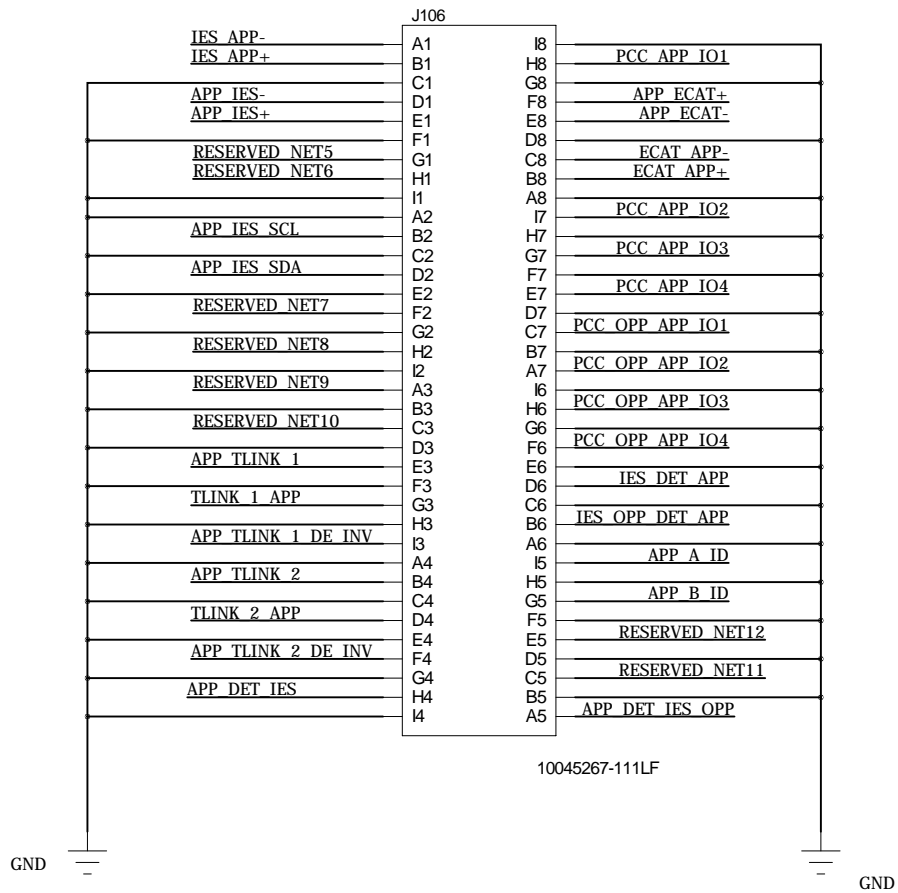 J106
IES_APP- A1 I8
IES_APP+ B1 H8 PCC_APP_IO1
C1 G8
APP_IES- D1 F8 APP_ECAT+
APP_IES+ E1 E8 APP_ECAT-
F1 D8
RESERVED_NET5 G1 C8 ECAT_APP-
RESERVED_NET6 H1 B8 ECAT_APP+
I1 A8
A2 I7 PCC_APP_IO2
APP_IES_SCL B2 H7
C2 G7 PCC_APP_IO3
APP_IES_SDA D2 F7
E2 E7 PCC_APP_IO4
RESERVED_NET7 F2 D7
G2 C7 PCC_OPP_APP_IO1
RESERVED_NET8 H2 B7
I2 A7 PCC_OPP_APP_IO2
RESERVED_NET9 A3 I6
B3 H6 PCC_OPP_APP_IO3
RESERVED_NET10 C3 G6
D3 F6 PCC_OPP_APP_IO4
APP_TLINK_1 E3 E6
F3 D6 IES_DET_APP
TLINK_1_APP G3 C6
H3 B6 IES_OPP_DET_APP
APP_TLINK_1_DE_INV I3 A6
A4 I5 APP_A_ID
APP_TLINK_2 B4 H5
C4 G5 APP_B_ID
TLINK_2_APP D4 F5
E4 E5 RESERVED_NET12
APP_TLINK_2_DE_INV F4 D5
G4 C5 RESERVED_NET11
APP_DET_IES H4 B5
I4 A5 APP_DET_IES_OPP
10045267-111LF
GND
GND